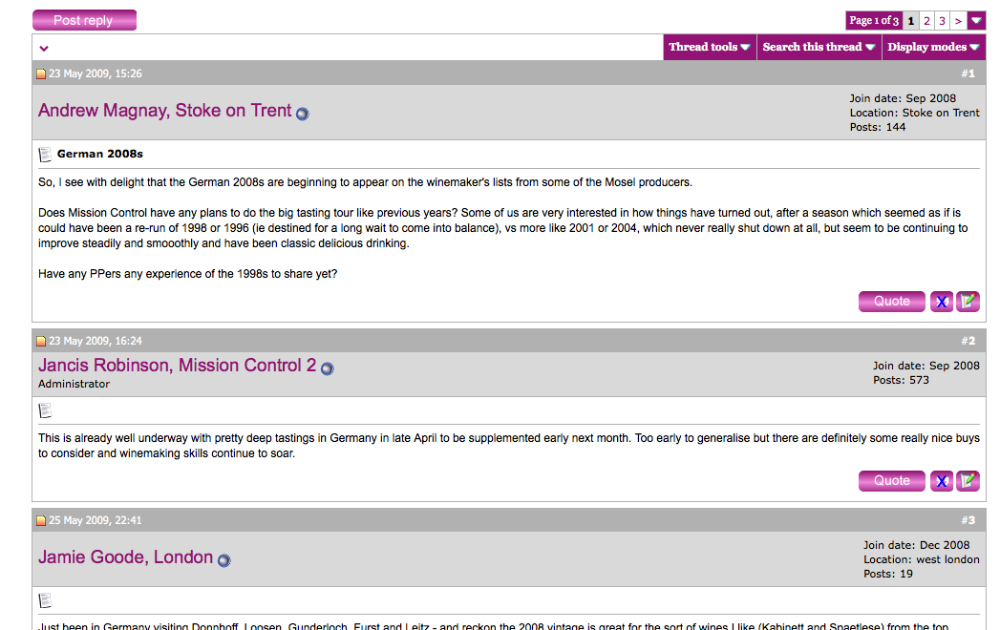 Post reply
Page 1 of 3 1 2 3 >
Thread tools Search this thread Display modes
23 May 2009, 15:26 #1
Andrew Magnay, Stoke on Trent
Join date: Sep 2008
Location: Stoke on Trent
Posts: 144
German 2008s
So, I see with delight that the German 2008s are beginning to appear on the winemaker's lists from some of the Mosel producers.
Does Mission Control have any plans to do the big tasting tour like previous years? Some of us are very interested in how things have turned out, after a season which seemed as if is
could have been a re-run of 1998 or 1996 (ie destined for a long wait to come into balance), vs more like 2001 or 2004, which never really shut down at all, but seem to be continuing to
improve steadily and smooothly and have been classic delicious drinking.
Have any PPers any experience of the 1998s to share yet?
Quote X
23 May 2009, 16:24 #2
Jancis Robinson, Mission Control 2
Administrator
Join date: Sep 2008
Posts: 573
This is already well underway with pretty deep tastings in Germany in late April to be supplemented early next month. Too early to generalise but there are definitely some really nice buys
to consider and winemaking skills continue to soar.
Quote X
25 May 2009, 22:41 #3
Jamie Goode, London
Join date: Dec 2008
Location: west london
Posts: 19
Just been in Germany visiting Donnhoff, Loosen, Gunderloch, Furst and Leitz - and reckon the 2008 vintage is great for the sort of wines I like (Kabinett and Spaetlese) from the top